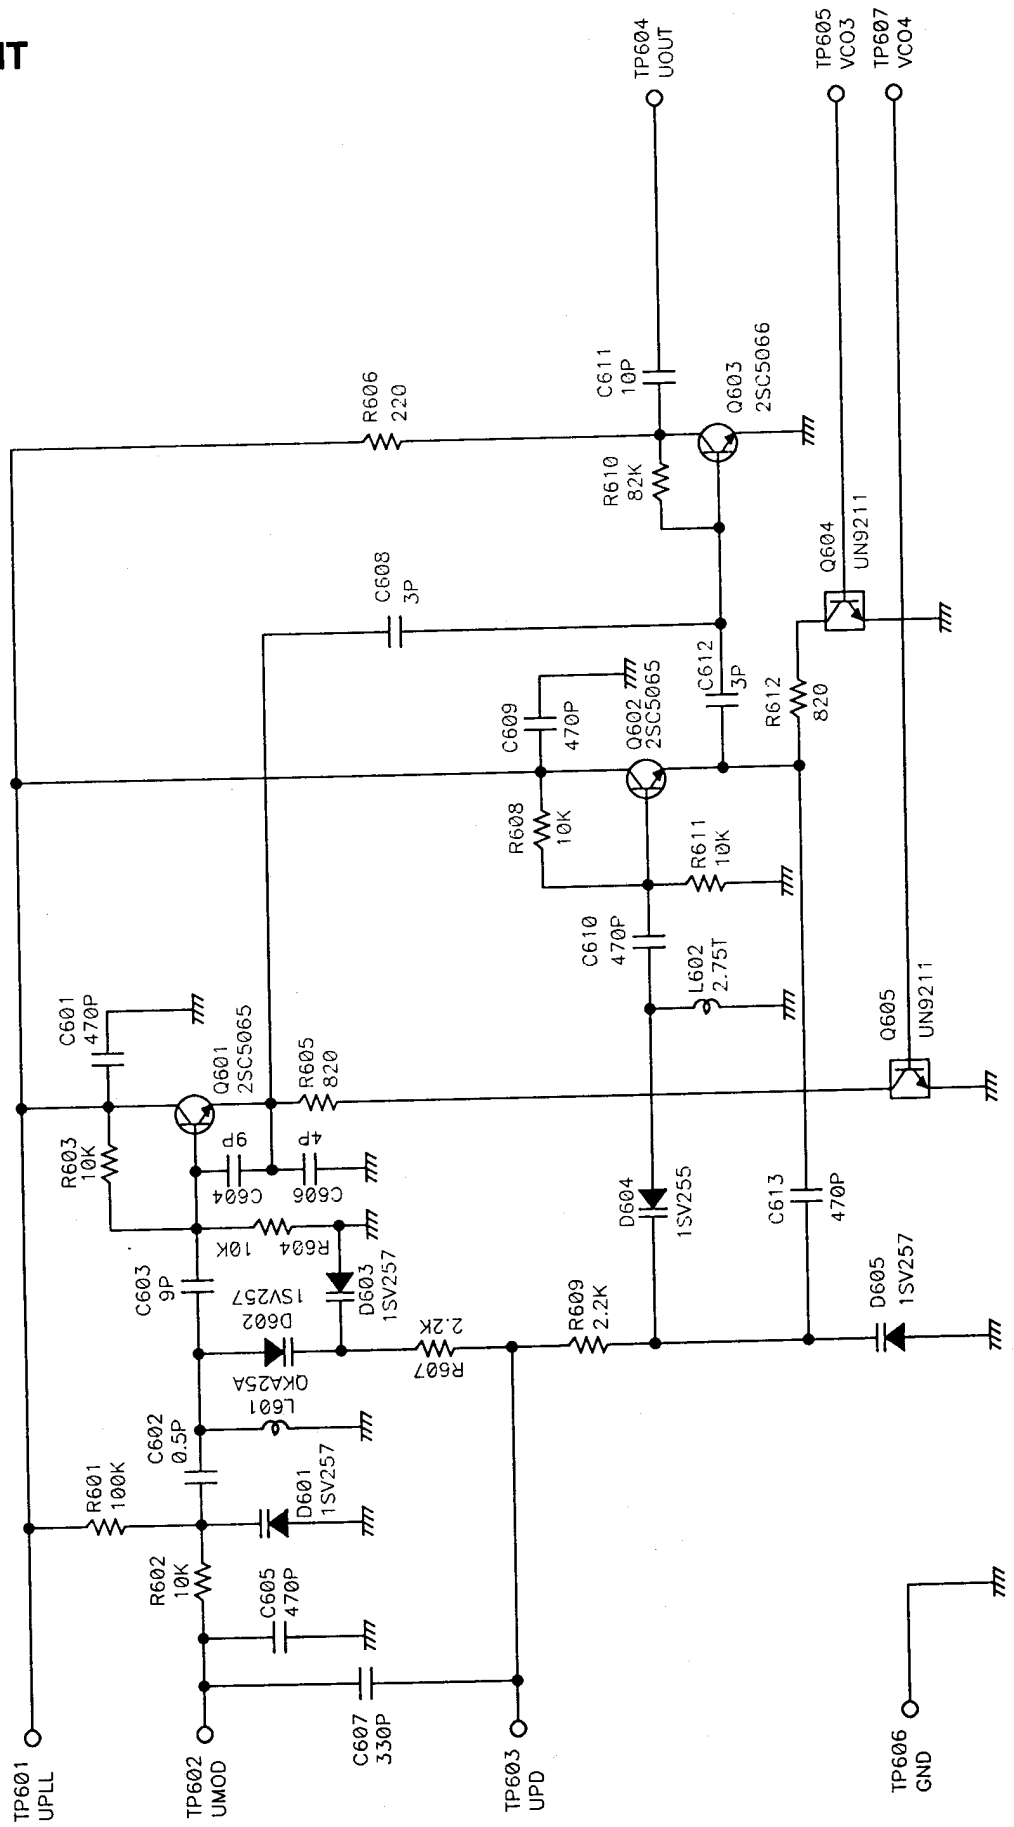 IT
TP601
UPLL
TP602
UMOD
TP603
UPD
TP606
GND
C607
330P
C605
470P
R602
10K
R601
100K
D601
1SV257
C602
0.5P
L601
QKA25A
D602
1SV257
C603
9P
R607
2.2K
D603
1SV257
R604
10K
R603
10K
C604
9P
C606
4P
C601
470P
Q601
2SC5065
R605
820
R609
2.2K
D605
1SV257
D604
1SV255
C613
470P
L602
2.75T
C610
470P
R611
10K
R608
10K
C609
470P
Q602
2SC5065
C612
3P
R612
820
C608
3P
Q605
UN9211
Q604
UN9211
R610
82K
R606
220
C611
10P
Q603
2SC5066
TP604
UOUT
TP605
VCO3
TP607
VCO4